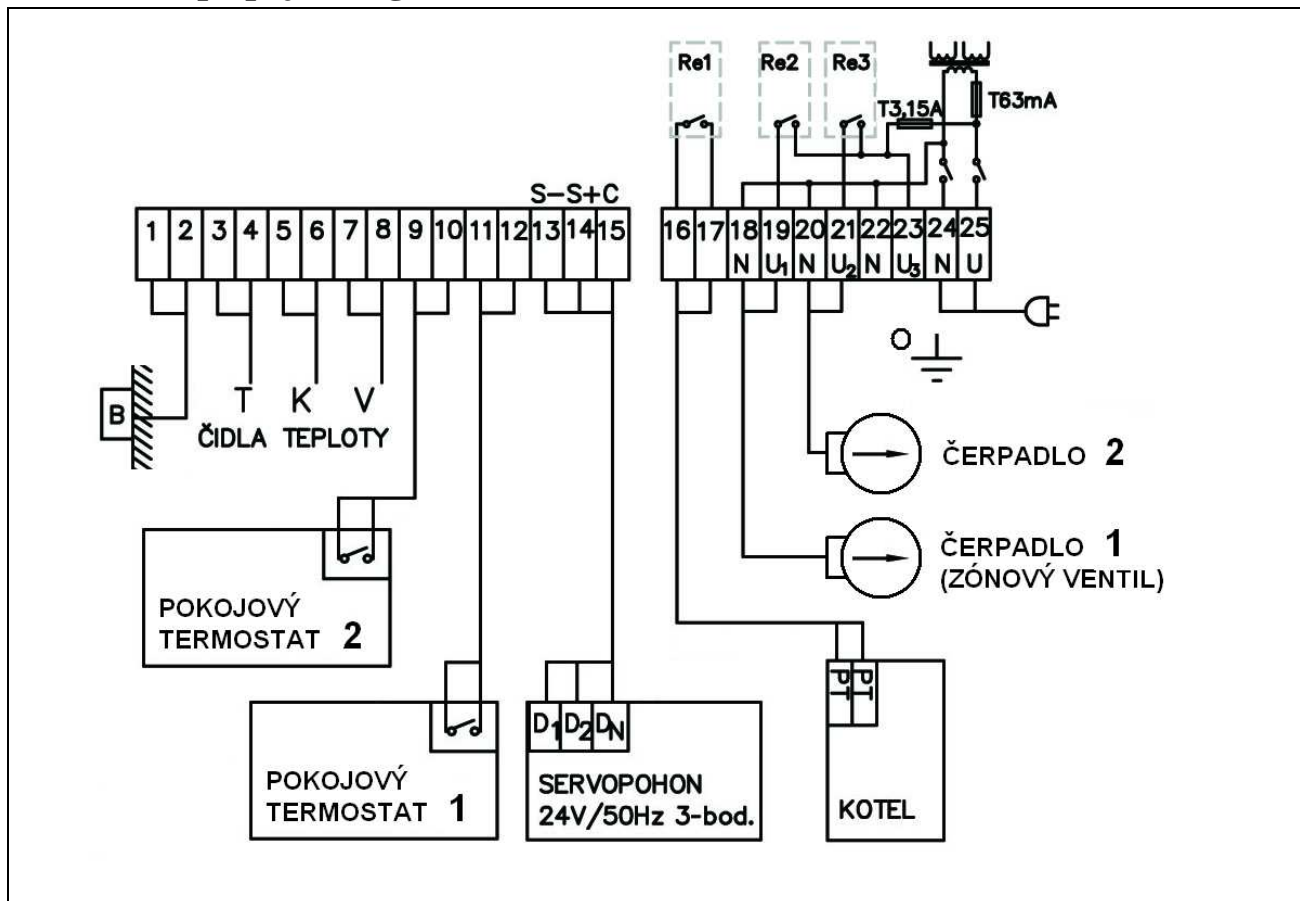 Re1 Re2 Re3
T3,15A T63mA
S-S+C
1 2 3 4 5 6 7 8 9 10 11 12 13 14 15
16 17 18 19 20 21 22 23 24 25
N U1 N U2 N U3 N U
B
T K V
ČIDLA TEPLOTY
O
ČERPADLO 2
ČERPADLO 1
(ZÓNOVÝ VENTIL)
POKOJOVÝ
TERMOSTAT 2
POKOJOVÝ
TERMOSTAT 1
D1 D2 DN
SERVOPOHON
24V/50Hz 3-bod.
PT PT
KOTEL